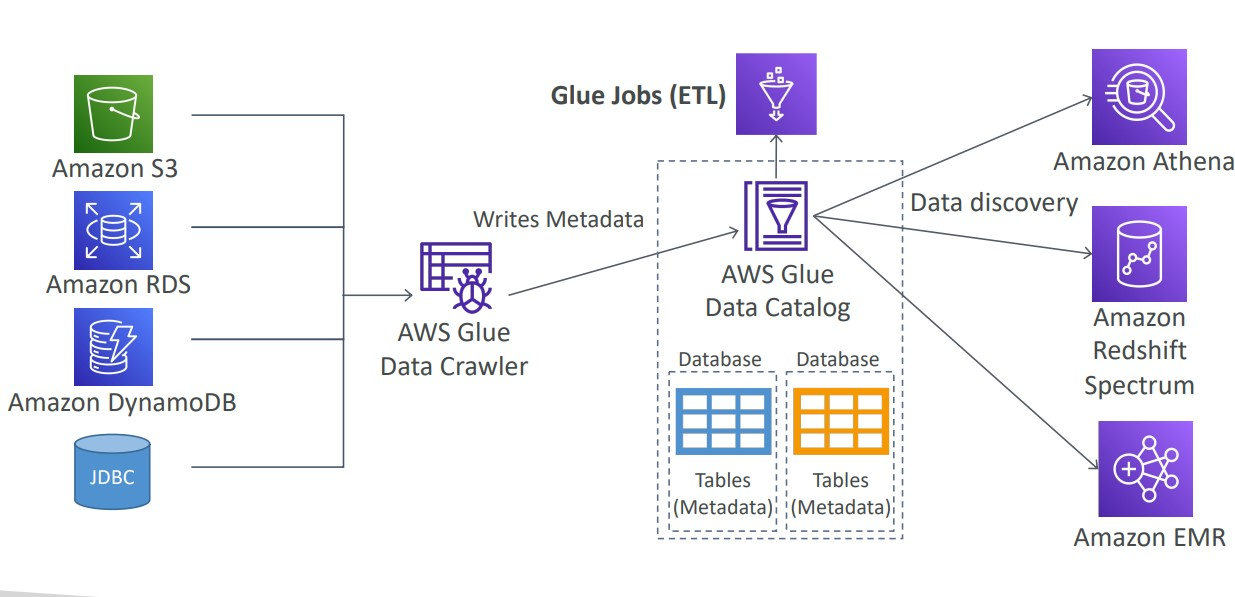 Glue Jobs (ETL)
Amazon S3
Amazon RDS
Amazon DynamoDB
JDBC
AWS Glue
Data Crawler
Writes Metadata
AWS Glue
Data Catalog
Database
Tables
(Metadata)
Database
Tables
(Metadata)
Data discovery
Amazon Athena
Amazon
Redshift
Spectrum
Amazon EMR